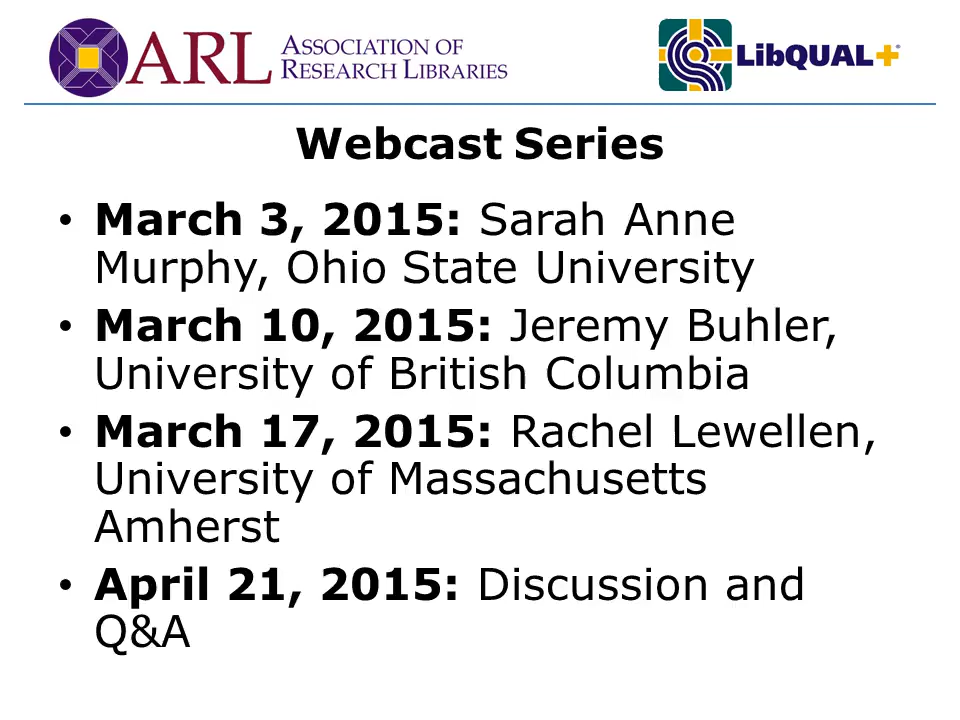 ARL ASSOCIATION OF
RESEARCH LIBRARIES
LibQUAL+®
Webcast Series
• March 3, 2015: Sarah Anne
Murphy, Ohio State University
• March 10, 2015: Jeremy Buhler,
University of British Columbia
• March 17, 2015: Rachel Lewellen,
University of Massachusetts
Amherst
• April 21, 2015: Discussion and
Q&A